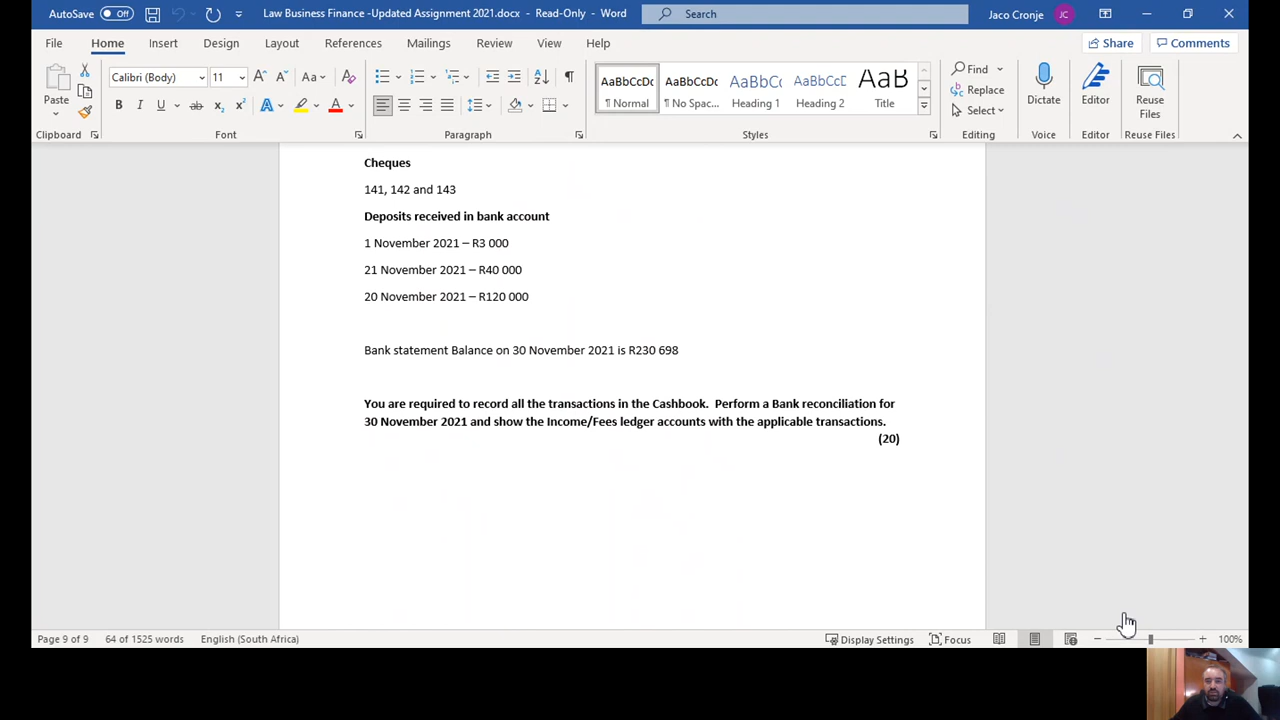 AutoSave Off
Law Business Finance -Updated Assignment 2021.docx - Read-Only - Word
Search
Jaco Cronje JC
File Home Insert Design Layout References Mailings Review View Help
Share Comments
Paste
Calibri (Body) 11
AaBbCcDc AaBbCcDc AaBbCc AaBbCcD AaB
¶ Normal ¶ No Spac... Heading 1 Heading 2 Title
Find
Replace
Select
Dictate
Editor
Reuse
Files
Clipboard Font Paragraph Styles Editing Voice Editor Reuse Files
Cheques
141, 142 and 143
Deposits received in bank account
1 November 2021 – R3 000
21 November 2021 – R40 000
20 November 2021 – R120 000
Bank statement Balance on 30 November 2021 is R230 698
You are required to record all the transactions in the Cashbook. Perform a Bank reconciliation for
30 November 2021 and show the Income/Fees ledger accounts with the applicable transactions.
(20)
Page 9 of 9 64 of 1525 words English (South Africa) Display Settings Focus 100%